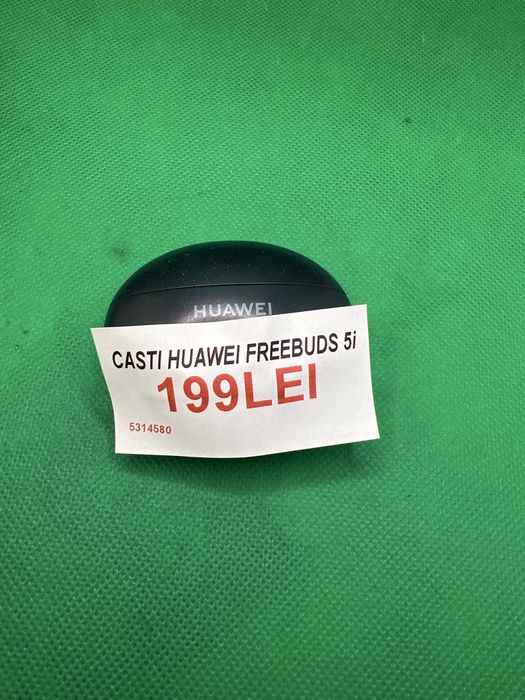 HUAWEI
CASTI HUAWEI FREEBUDS 5i
199LEI
5314580